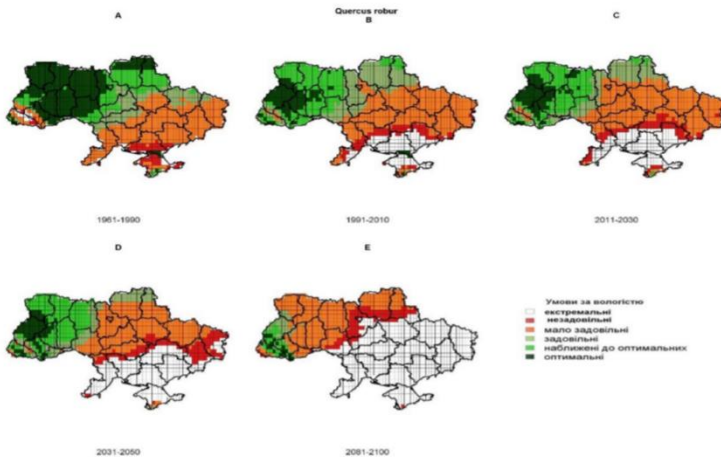 Quercus robur
A
B
C
1961-1990
1991-2010
2011-2030
D
E
Умови за вологістю
екстремальні
незадовільні
мало задовільні
задовільні
наближені до оптимальних
оптимальні
2031-2050
2081-2100